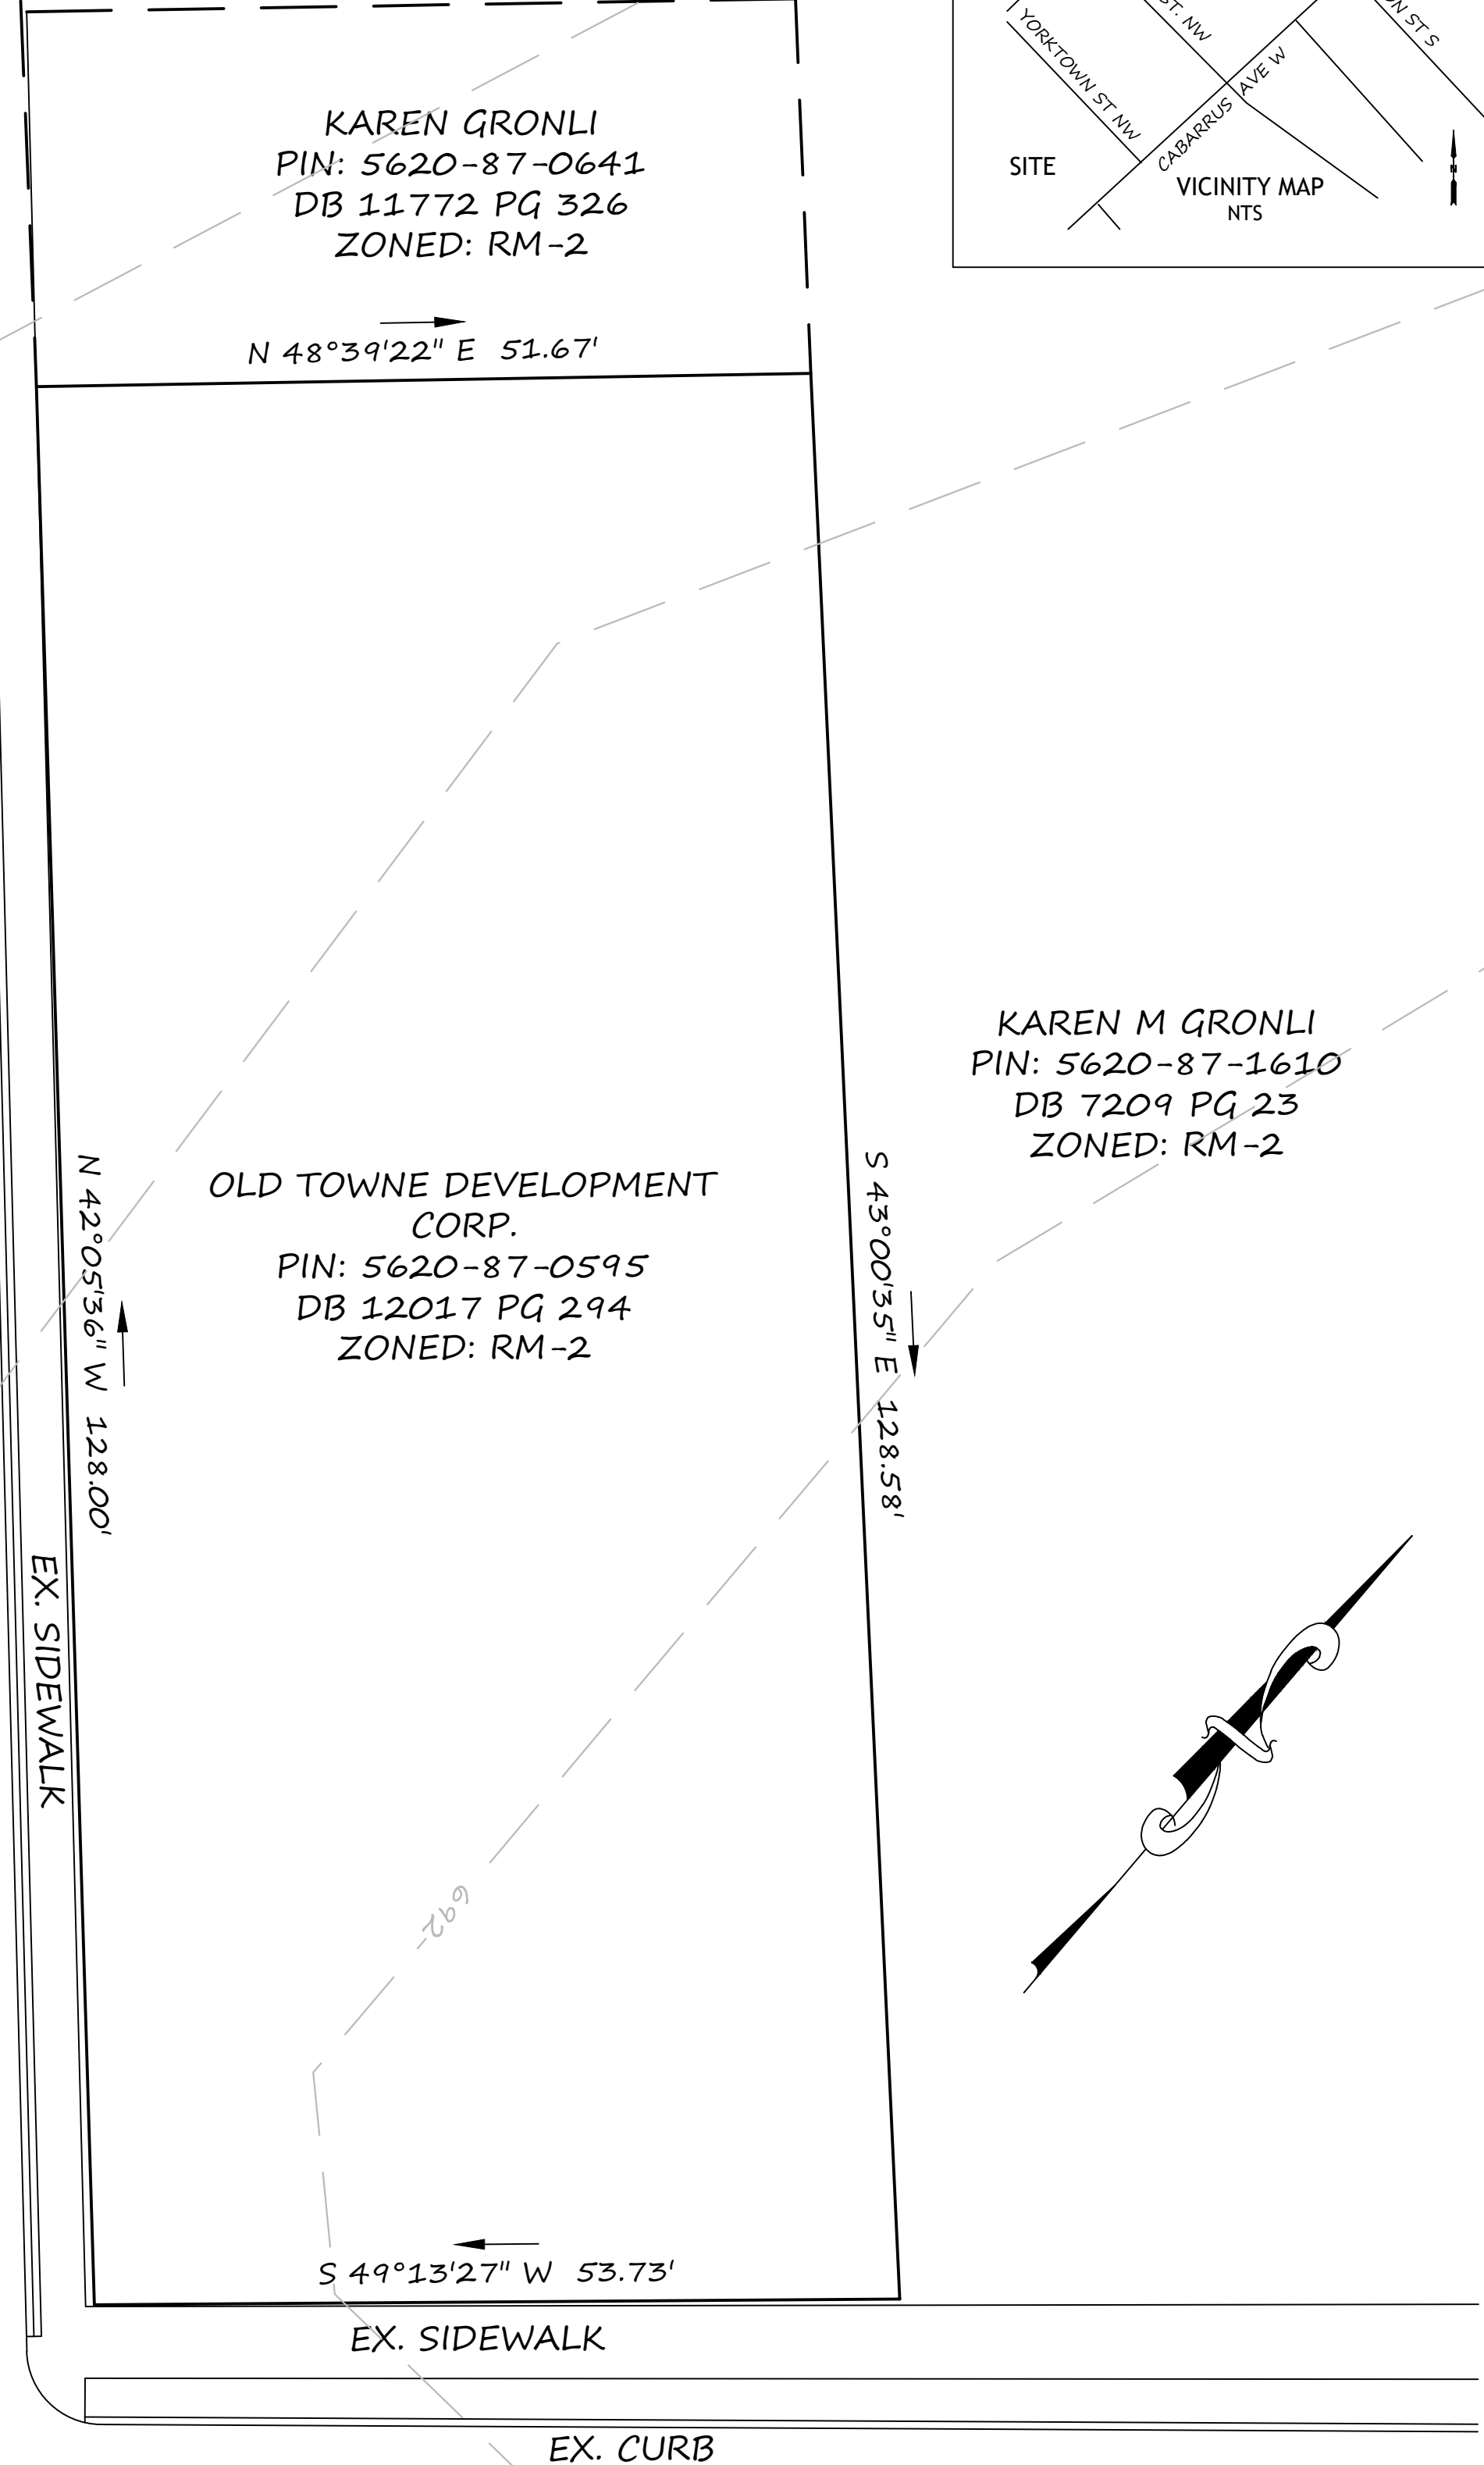 KAREN GRONLI
PIN: 5620-87-0641
DB 11772 PG 326
ZONED: RM-2
N 48°39'22" E 51.67'
YORKTOWN ST NW
ST. NW
CABARRUS AVE W
ST S
SITE
VICINITY MAP
NTS
N
KAREN M GRONLI
PIN: 5620-87-1610
DB 7209 PG 23
ZONED: RM-2
OLD TOWNE DEVELOPMENT
CORP.
PIN: 5620-87-0595
DB 12017 PG 294
ZONED: RM-2
N 42°05'36" W 128.00'
S 43°00'35" E 128.58'
EX. SIDEWALK
692
S 49°13'27" W 53.73'
EX. SIDEWALK
EX. CURB